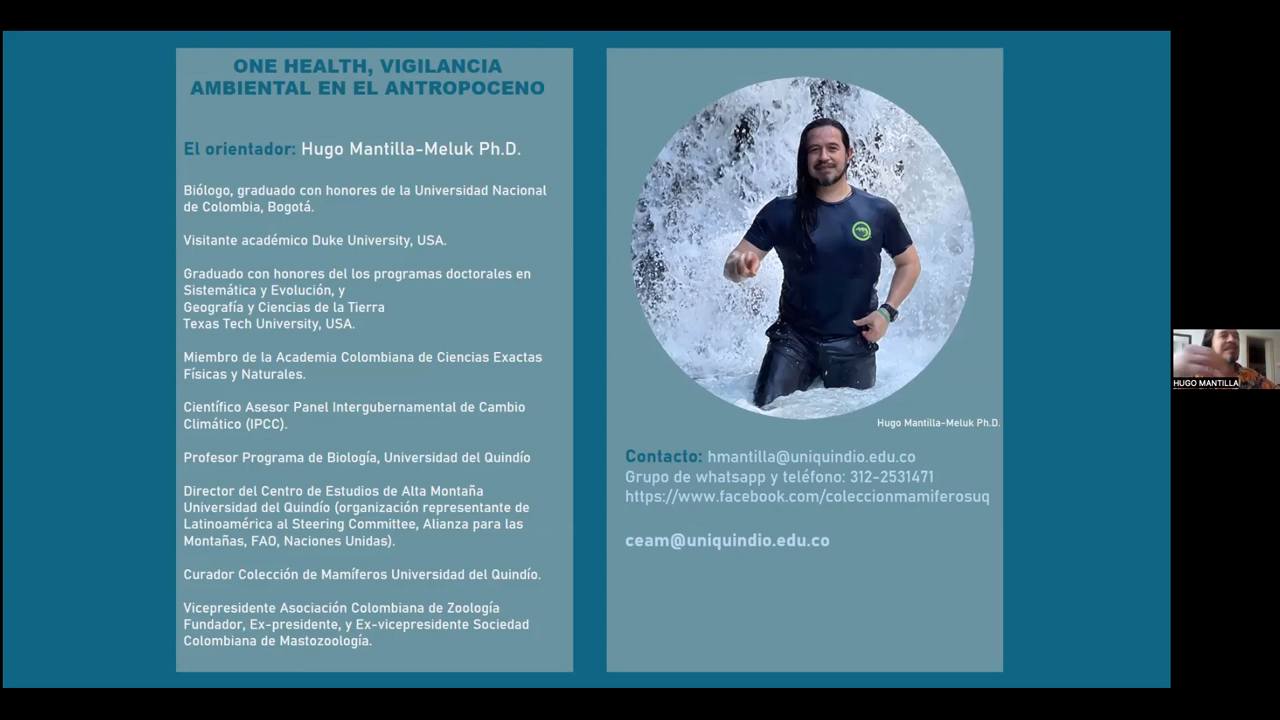 ONE HEALTH, VIGILANCIA
AMBIENTAL EN EL ANTROPOCENO
El orientador: Hugo Mantilla-Meluk Ph.D.
Biólogo, graduado con honores de la Universidad Nacional
de Colombia, Bogotá.
Visitante académico Duke University, USA.
Graduado con honores del los programas doctorales en
Sistemática y Evolución, y
Geografía y Ciencias de la Tierra
Texas Tech University, USA.
Miembro de la Academia Colombiana de Ciencias Exactas
Físicas y Naturales.
Científico Asesor Panel Intergubernamental de Cambio
Climático (IPCC).
Profesor Programa de Biología, Universidad del Quindío
Director del Centro de Estudios de Alta Montaña
Universidad del Quindío (organización representante de
Latinoamérica al Steering Committee, Alianza para las
Montañas, FAO, Naciones Unidas).
Curador Colección de Mamíferos Universidad del Quindío.
Vicepresidente Asociación Colombiana de Zoología
Fundador, Ex-presidente, y Ex-vicepresidente Sociedad
Colombiana de Mastozoología.
Hugo Mantilla-Meluk Ph.D.
Contacto: hmantilla@uniquindio.edu.co
Grupo de whatsapp y teléfono: 312-2531471
https://www.facebook.com/coleccionmamiferosuq
ceam@uniquindio.edu.co
HUGO MANTILLA